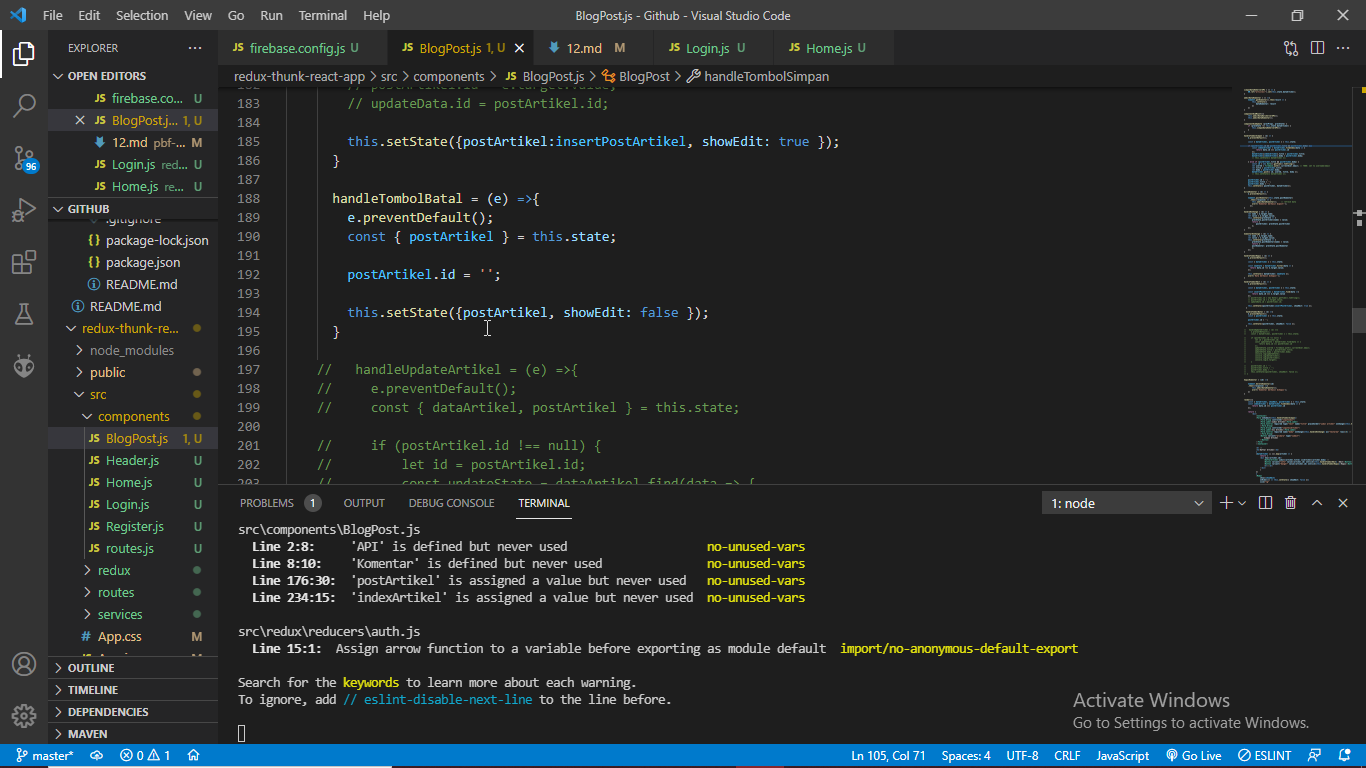 File Edit Selection View Go Run Terminal Help BlogPost.js - Github - Visual Studio Code
EXPLORER ···
OPEN EDITORS
JS firebase.co... U
JS BlogPost.j... 1, U
12.md pbf-... M
JS Login.js red... U
JS Home.js re... U
GITHUB
.gitignore
{} package-lock.json
{} package.json
README.md
README.md
redux-thunk-re...
node_modules
public
src
components
JS BlogPost.js 1, U
JS Header.js U
JS Home.js U
JS Login.js U
JS Register.js U
JS routes.js U
redux
routes
services
# App.css M
OUTLINE
TIMELINE
DEPENDENCIES
MAVEN
96
JS firebase.config.js U JS BlogPost.js 1, U 12.md M JS Login.js U JS Home.js U
redux-thunk-react-app > src > components > JS BlogPost.js > BlogPost > handleTombolSimpan
182 // postArtikel.id = e.target.value;
183 // updateData.id = postArtikel.id;
184
185 this.setState({postArtikel:insertPostArtikel, showEdit: true });
186 }
187
188 handleTombolBatal = (e) =>{
189 e.preventDefault();
190 const { postArtikel } = this.state;
191
192 postArtikel.id = '';
193
194 this.setState({postArtikel, showEdit: false });
195 }
196
197 // handleUpdateArtikel = (e) =>{
198 // e.preventDefault();
199 // const { dataArtikel, postArtikel } = this.state;
200
201 // if (postArtikel.id !== null) {
202 // let id = postArtikel.id;
203 // const updateState = dataArtikel.find(data => {
PROBLEMS 1 OUTPUT DEBUG CONSOLE TERMINAL 1: node
src\components\BlogPost.js
Line 2:8: 'API' is defined but never used no-unused-vars
Line 8:10: 'Komentar' is defined but never used no-unused-vars
Line 176:30: 'postArtikel' is assigned a value but never used no-unused-vars
Line 234:15: 'indexArtikel' is assigned a value but never used no-unused-vars
src\redux\reducers\auth.js
Line 15:1: Assign arrow function to a variable before exporting as module default import/no-anonymous-default-export
Search for the keywords to learn more about each warning.
To ignore, add // eslint-disable-next-line to the line before.
Activate Windows
Go to Settings to activate Windows.
master* 0 1 Ln 105, Col 71 Spaces: 4 UTF-8 CRLF JavaScript Go Live ESLINT